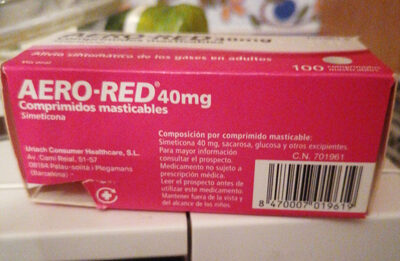 Alivio sintomático de los gases en adultos
Vía oral
100 comprimidos
AERO-RED® 40mg
Comprimidos masticables
Simeticona
Uriach Consumer Healthcare, S.L.
Av. Camí Reial, 51-57
08184 Palau-solità i Plegamans
(Barcelona)
Composición por comprimido masticable:
Simeticona 40 mg, sacarosa, glucosa y otros excipientes.
Para mayor información
consultar el prospecto.
Medicamento no sujeto a
prescripción médica.
Leer el prospecto antes de
utilizar este medicamento.
Mantener fuera de la vista y
del alcance de los niños.
C.N. 701961
8 470007 019619